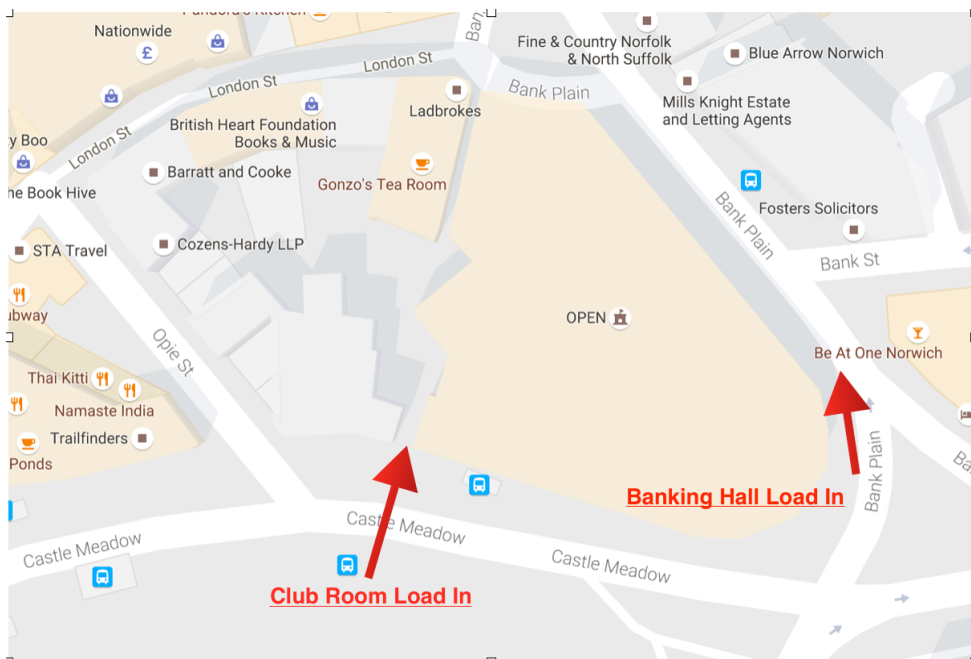 Pandora's Kitchen
Nationwide
London St
London St
Ban
Fine & Country Norfolk
& North Suffolk
Blue Arrow Norwich
Bank Plain
Ladbrokes
Mills Knight Estate
and Letting Agents
British Heart Foundation
Books & Music
London St
y Boo
Barratt and Cooke
Gonzo's Tea Room
he Book Hive
Bank Plain
Fosters Solicitors
STA Travel
Cozens-Hardy LLP
Bank St
ubway
OPEN
Opie St
Be At One Norwich
Thai Kitti
Namaste India
Trailfinders
Ponds
Bank Plain
Ba
Banking Hall Load In
Castle Meadow
Castle Meadow
Castle Meadow
Club Room Load In